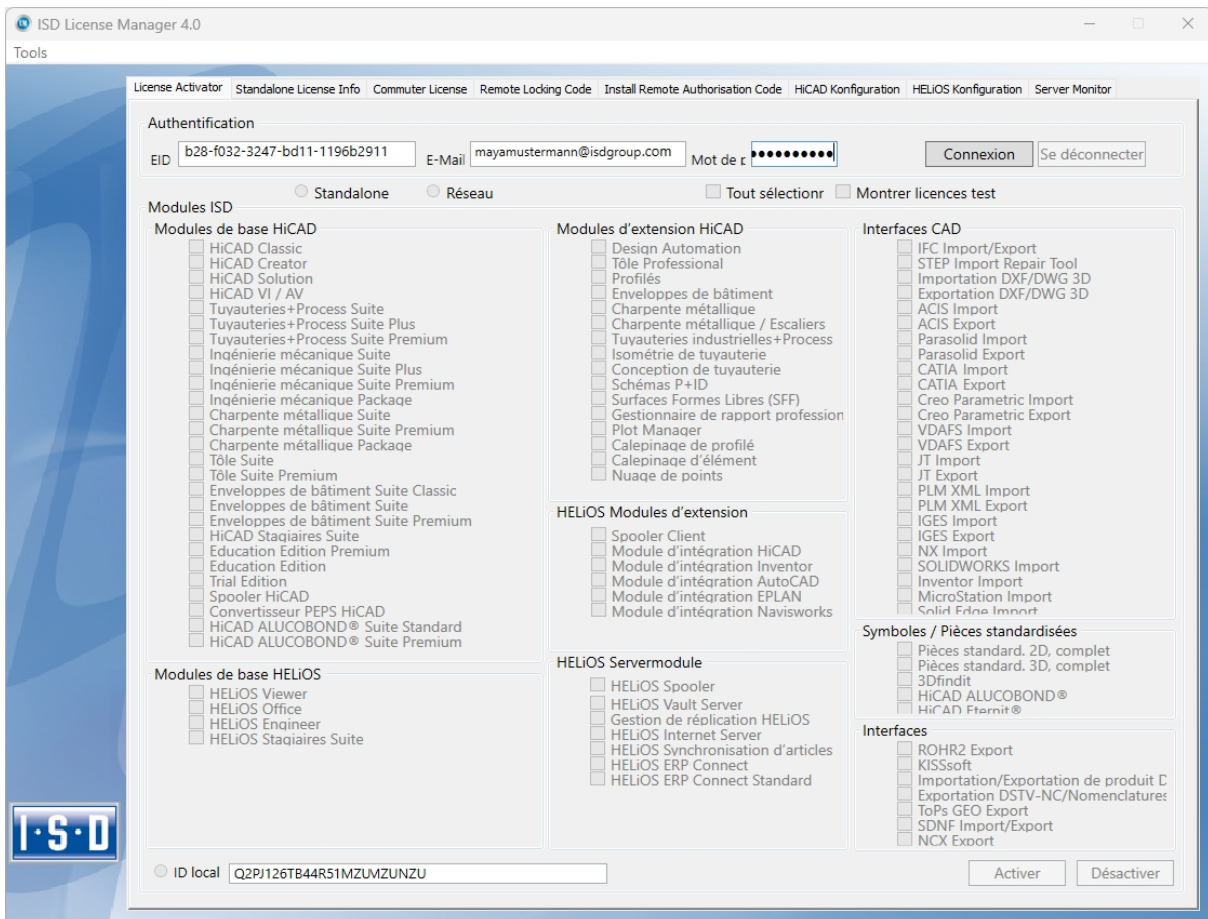 ISD License Manager 4.0
Tools
License Activator Standalone License Info Commuter License Remote Locking Code Install Remote Authorisation Code HiCAD Konfiguration HELiOS Konfiguration Server Monitor
Authentification
EID b28-f032-3247-bd11-1196b2911 E-Mail mayamustermann@isdgroup.com Mot de p ●●●●●●●●●● Connexion Se déconnecter
Standalone Réseau Tout sélectionr Montrer licences test
Modules ISD
Modules de base HiCAD
HiCAD Classic
HiCAD Creator
HiCAD Solution
HiCAD VI / AV
Tuyauteries+Process Suite
Tuyauteries+Process Suite Plus
Tuyauteries+Process Suite Premium
Ingénierie mécanique Suite
Ingénierie mécanique Suite Plus
Ingénierie mécanique Suite Premium
Ingénierie mécanique Package
Charpente métallique Suite
Charpente métallique Suite Premium
Charpente métallique Package
Tôle Suite
Tôle Suite Premium
Enveloppes de bâtiment Suite Classic
Enveloppes de bâtiment Suite
Enveloppes de bâtiment Suite Premium
HiCAD Stagiaires Suite
Education Edition Premium
Education Edition
Trial Edition
Spooler HiCAD
Convertisseur PEPS HiCAD
HiCAD ALUCOBOND® Suite Standard
HiCAD ALUCOBOND® Suite Premium
Modules de base HELiOS
HELiOS Viewer
HELiOS Office
HELiOS Engineer
HELiOS Stagiaires Suite
Modules d'extension HiCAD
Design Automation
Tôle Professional
Profilés
Enveloppes de bâtiment
Charpente métallique
Charpente métallique / Escaliers
Tuyauteries industrielles+Process
Isométrie de tuyauterie
Conception de tuyauterie
Schémas P+ID
Surfaces Formes Libres (SFF)
Gestionnaire de rapport profession
Plot Manager
Calepinage de profilé
Calepinage d'élément
Nuage de points
HELiOS Modules d'extension
Spooler Client
Module d'intégration HiCAD
Module d'intégration Inventor
Module d'intégration AutoCAD
Module d'intégration EPLAN
Module d'intégration Navisworks
HELiOS Servermodule
HELiOS Spooler
HELiOS Vault Server
Gestion de réplication HELiOS
HELiOS Internet Server
HELiOS Synchronisation d'articles
HELiOS ERP Connect
HELiOS ERP Connect Standard
Interfaces CAD
IFC Import/Export
STEP Import Repair Tool
Importation DXF/DWG 3D
Exportation DXF/DWG 3D
ACIS Import
ACIS Export
Parasolid Import
Parasolid Export
CATIA Import
CATIA Export
Creo Parametric Import
Creo Parametric Export
VDAFS Import
VDAFS Export
JT Import
JT Export
PLM XML Import
PLM XML Export
IGES Import
IGES Export
NX Import
SOLIDWORKS Import
Inventor Import
MicroStation Import
Solid Edge Import
Symboles / Pièces standardisées
Pièces standard. 2D, complet
Pièces standard. 3D, complet
3Dfindit
HiCAD ALUCOBOND®
HiCAD Eternit®
Interfaces
ROHR2 Export
KISSsoft
Importation/Exportation de produit D
Exportation DSTV-NC/Nomenclatures
ToPs GEO Export
SDNF Import/Export
NCX Export
I·S·D
ID local Q2PJ126TB44R51MZUMZUNZU Activer Désactiver